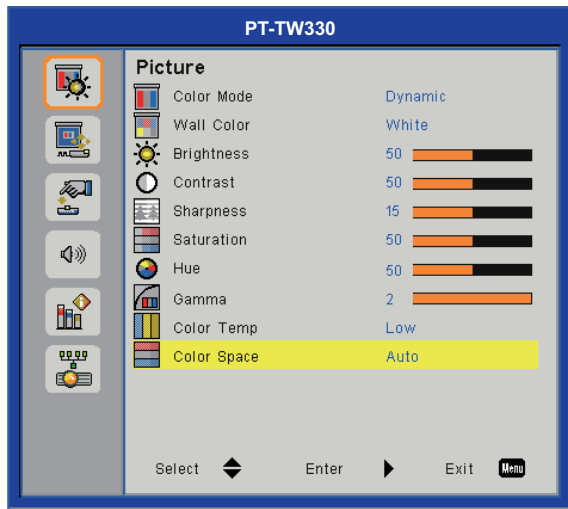 PT-TW330
Picture
Color Mode Dynamic
Wall Color White
Brightness 50
Contrast 50
Sharpness 15
Saturation 50
Hue 50
Gamma 2
Color Temp Low
Color Space Auto
Select Enter Exit Menu